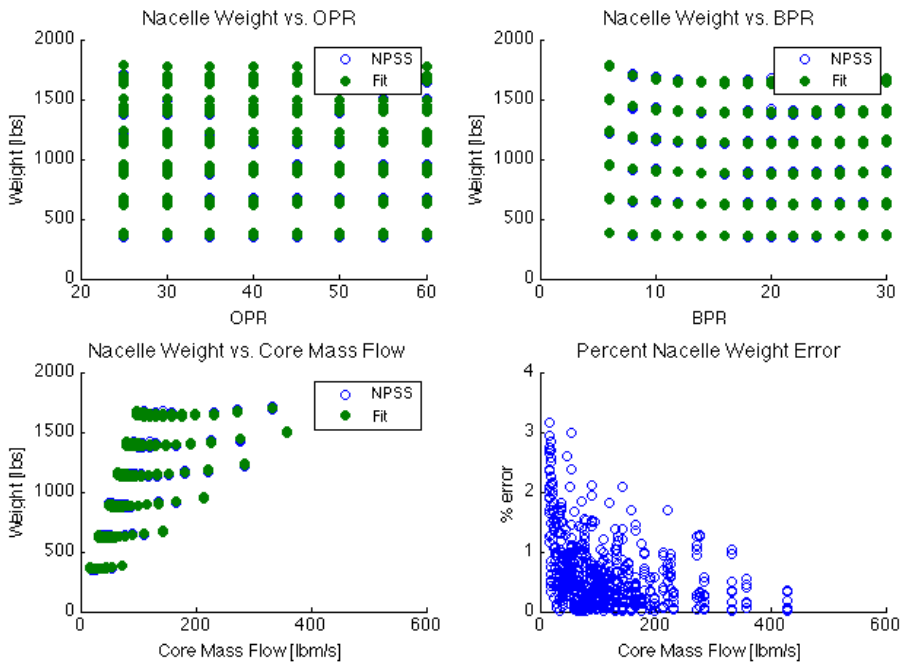 Nacelle Weight vs. OPR
2000
1500
1000
500
0
Weight [lbs]
20 30 40 50 60
OPR
NPSS
Fit
Nacelle Weight vs. BPR
2000
1500
1000
500
0
Weight [lbs]
0 10 20 30
BPR
NPSS
Fit
Nacelle Weight vs. Core Mass Flow
2000
1500
1000
500
0
Weight [lbs]
0 200 400 600
Core Mass Flow [lbm/s]
NPSS
Fit
Percent Nacelle Weight Error
4
3
2
1
0
% error
0 200 400 600
Core Mass Flow [lbm/s]